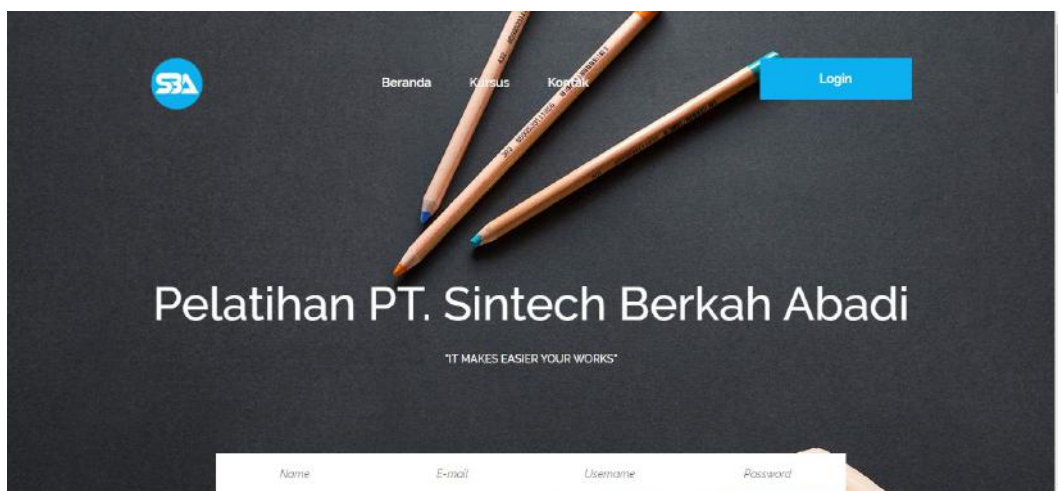 SBA
Beranda Kursus Kontak Login
Pelatihan PT. Sintech Berkah Abadi
"IT MAKES EASIER YOUR WORKS"
Name E-mail Username Password